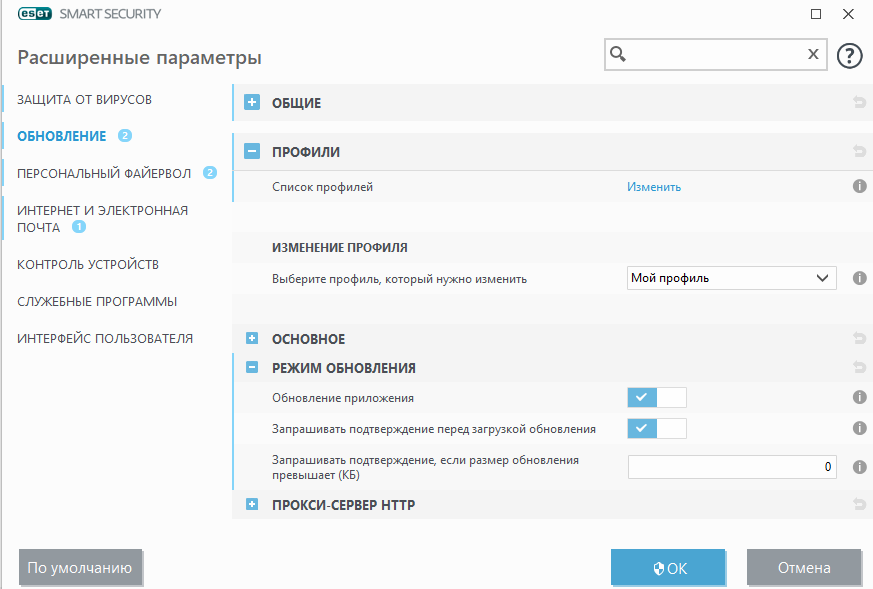 eset SMART SECURITY
Расширенные параметры
ЗАЩИТА ОТ ВИРУСОВ
ОБНОВЛЕНИЕ 2
ПЕРСОНАЛЬНЫЙ ФАЙЕРВОЛ 2
ИНТЕРНЕТ И ЭЛЕКТРОННАЯ
ПОЧТА 1
КОНТРОЛЬ УСТРОЙСТВ
СЛУЖЕБНЫЕ ПРОГРАММЫ
ИНТЕРФЕЙС ПОЛЬЗОВАТЕЛЯ
ОБЩИЕ
ПРОФИЛИ
Список профилей Изменить
ИЗМЕНЕНИЕ ПРОФИЛЯ
Выберите профиль, который нужно изменить Мой профиль
ОСНОВНОЕ
РЕЖИМ ОБНОВЛЕНИЯ
Обновление приложения
Запрашивать подтверждение перед загрузкой обновления
Запрашивать подтверждение, если размер обновления
превышает (КБ) 0
ПРОКСИ-СЕРВЕР HTTP
По умолчанию OK Отмена